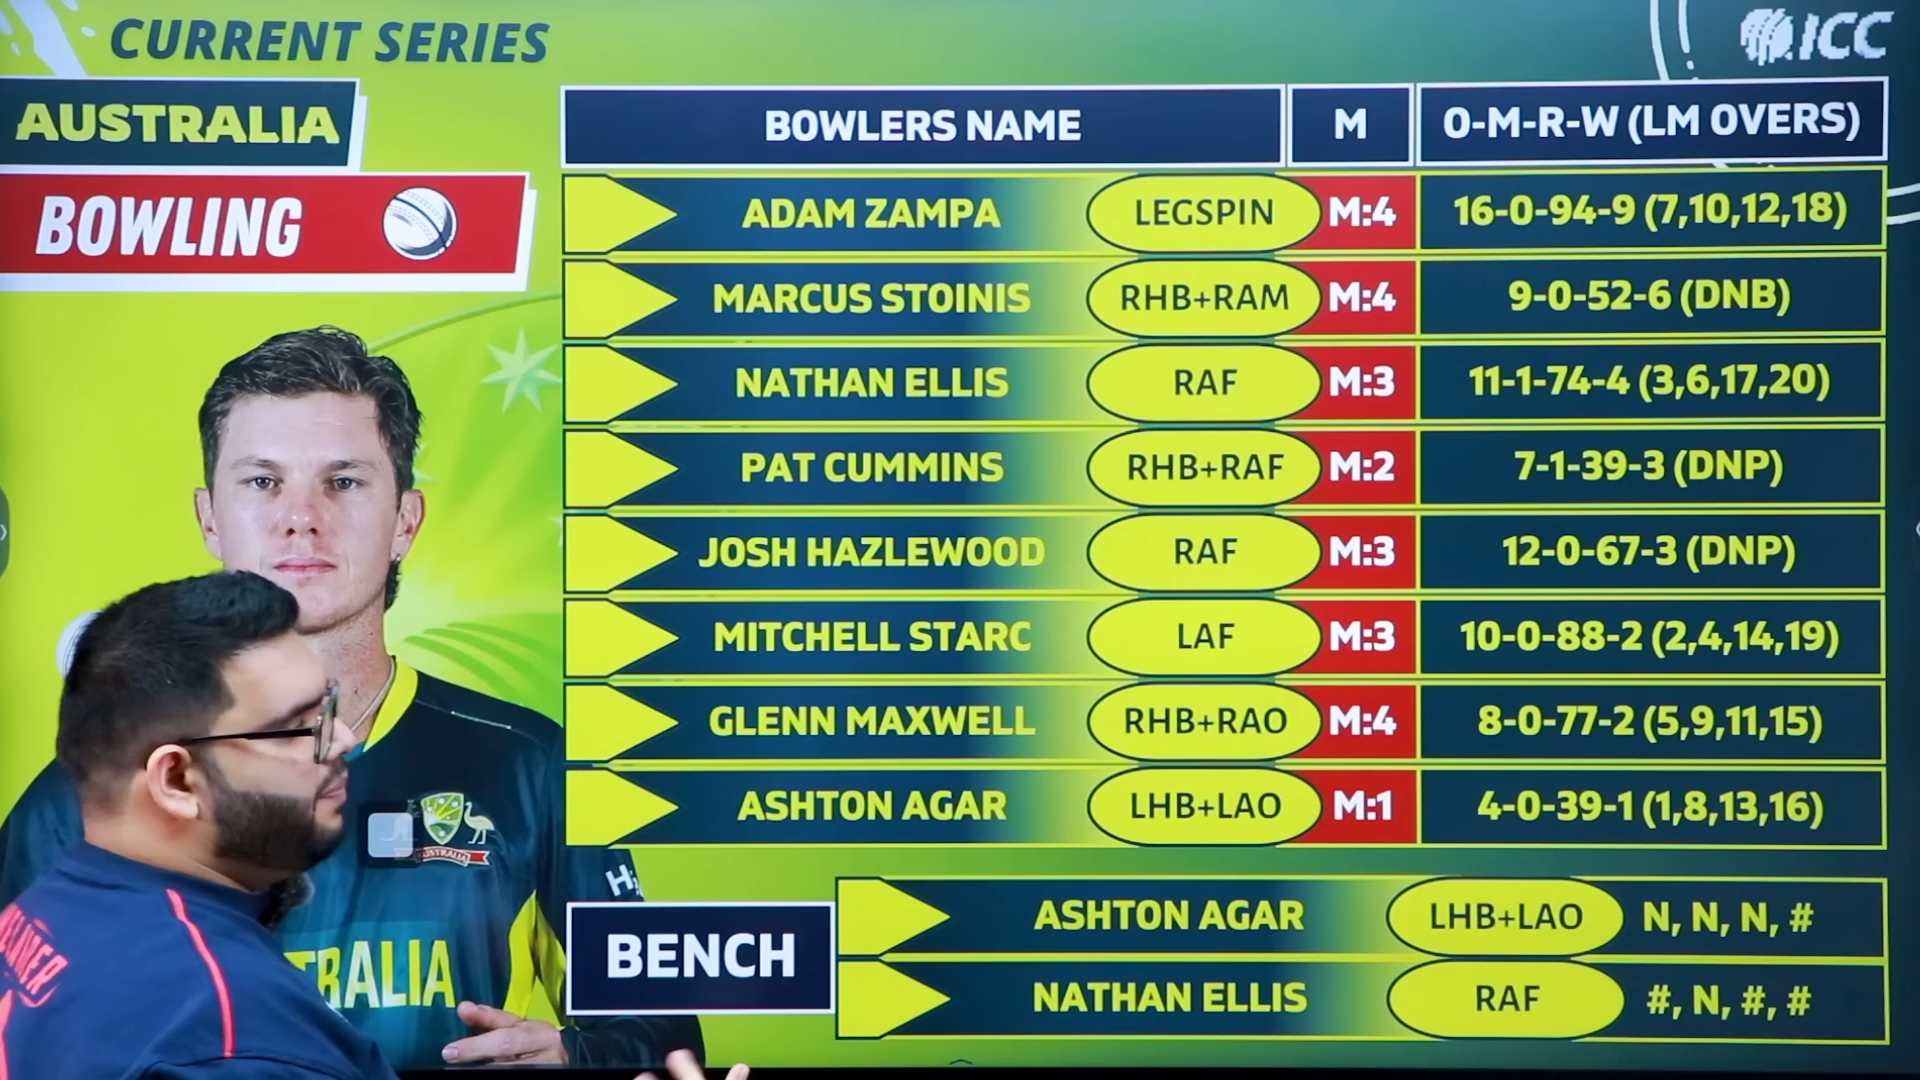 CURRENT SERIES
ICC
AUSTRALIA
BOWLING
BOWLERS NAME M O-M-R-W (LM OVERS)
ADAM ZAMPA LEGSPIN M:4 16-0-94-9 (7,10,12,18)
MARCUS STOINIS RHB+RAM M:4 9-0-52-6 (DNB)
NATHAN ELLIS RAF M:3 11-1-74-4 (3,6,17,20)
PAT CUMMINS RHB+RAF M:2 7-1-39-3 (DNP)
JOSH HAZLEWOOD RAF M:3 12-0-67-3 (DNP)
MITCHELL STARC LAF M:3 10-0-88-2 (2,4,14,19)
GLENN MAXWELL RHB+RAO M:4 8-0-77-2 (5,9,11,15)
ASHTON AGAR LHB+LAO M:1 4-0-39-1 (1,8,13,16)
BENCH
ASHTON AGAR LHB+LAO N, N, N, #
NATHAN ELLIS RAF #, N, #, #
AUSTRALIA
TRALIA